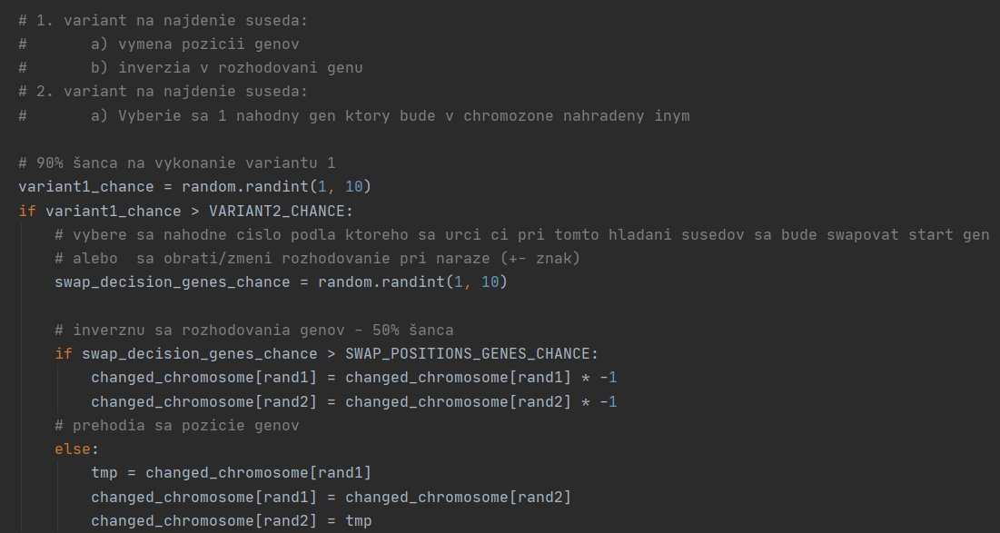 # 1. variant na najdenie suseda:
#       a) vymena pozicii genov
#       b) inverzia v rozhodovani genu
# 2. variant na najdenie suseda:
#       a) Vyberie sa 1 nahodny gen ktory bude v chromozone nahradeny inym
# 90% šanca na vykonanie variantu 1
variant1_chance = random.randint(1, 10)
if variant1_chance > VARIANT2_CHANCE:
    # vybere sa nahodne cislo podla ktoreho sa urci ci pri tomto hladani susedov sa bude swapovat start gen
    # alebo  sa obrati/zmeni rozhodovanie pri naraze (+- znak)
    swap_decision_genes_chance = random.randint(1, 10)
    # inverznu sa rozhodovania genov - 50% šanca
    if swap_decision_genes_chance > SWAP_POSITIONS_GENES_CHANCE:
        changed_chromosome[rand1] = changed_chromosome[rand1] * -1
        changed_chromosome[rand2] = changed_chromosome[rand2] * -1
    # prehodia sa pozicie genov
    else:
        tmp = changed_chromosome[rand1]
        changed_chromosome[rand1] = changed_chromosome[rand2]
        changed_chromosome[rand2] = tmp